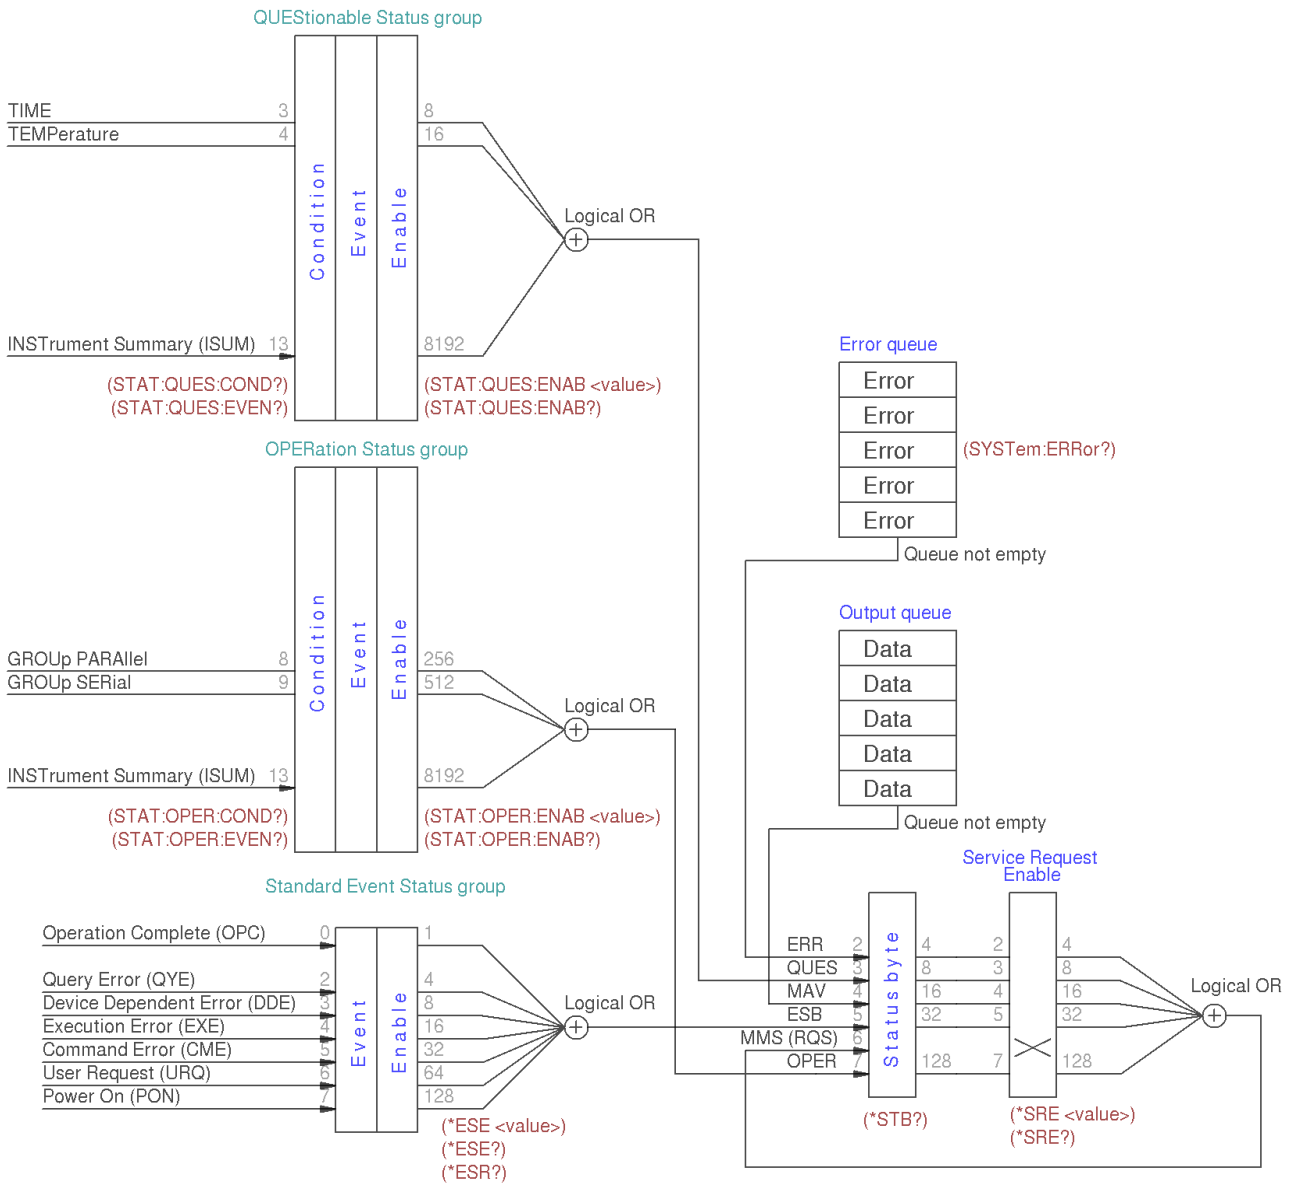 QUEStionable Status group
TIME 3 8
TEMPerature 4 16
Condition
Event
Enable
Logical OR
INSTrument Summary (ISUM) 13 8192
(STAT:QUES:COND?) (STAT:QUES:ENAB <value>)
(STAT:QUES:EVEN?) (STAT:QUES:ENAB?)
OPERation Status group
GROUp PARAllel 8 256
GROUp SERial 9 512
Condition
Event
Enable
Logical OR
INSTrument Summary (ISUM) 13 8192
(STAT:OPER:COND?) (STAT:OPER:ENAB <value>)
(STAT:OPER:EVEN?) (STAT:OPER:ENAB?)
Standard Event Status group
Operation Complete (OPC) 0 1
Query Error (QYE) 2 4
Device Dependent Error (DDE) 3 8
Execution Error (EXE) 4 16
Command Error (CME) 5 32
User Request (URQ) 6 64
Power On (PON) 7 128
Event
Enable
Logical OR
(*ESE <value>)
(*ESE?)
(*ESR?)
Error queue
Error
Error
Error
Error
Error
(SYSTem:ERRor?)
Queue not empty
Output queue
Data
Data
Data
Data
Data
Queue not empty
Service Request
Enable
ERR 2 4 2 4
QUES 3 8 3 8
MAV 4 16 4 16
ESB 5 32 5 32
MMS (RQS) 6
OPER 7 128 7 128
Status byte
Logical OR
(*STB?)
(*SRE <value>)
(*SRE?)